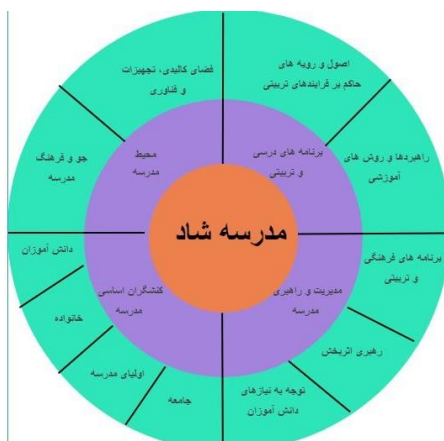 اصول و رویه های
حاکم بر فرایندهای تربیتی
راهبردها و روش های
آموزشی
برنامه های فرهنگی
و تربیتی
رهبری اثربخش
توجه به نیازهای
دانش آموزان
جامعه
اولیای مدرسه
خانواده
دانش آموزان
جو و فرهنگ
مدرسه
فضای کالبدی، تجهیزات
و فناوری
برنامه های درسی
و تربیتی
مدیریت و راهبری
مدرسه
کنشگران اساسی
مدرسه
محیط
مدرسه
مدرسه شاد